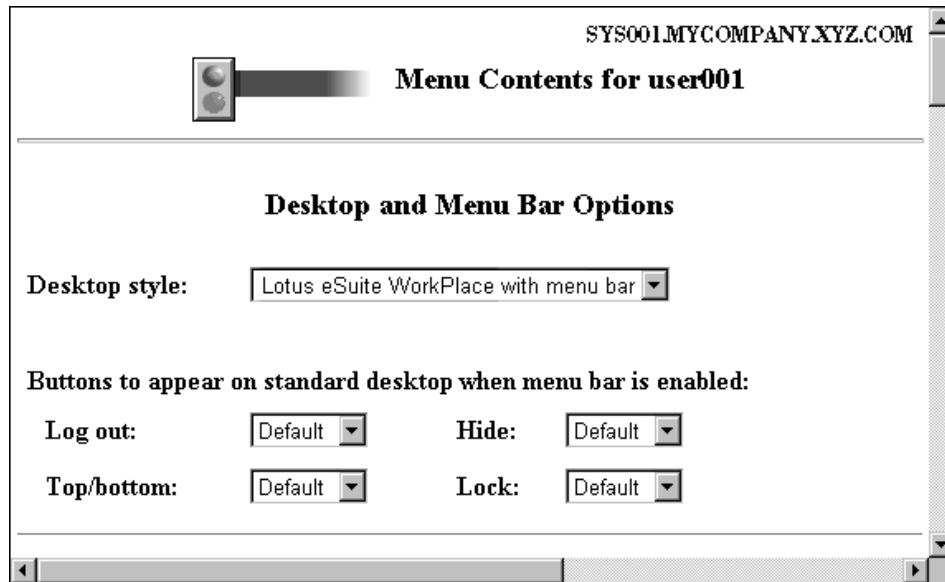 SYS001.MYCOMPANY.XYZ.COM
Menu Contents for user001
Desktop and Menu Bar Options
Desktop style: Lotus eSuite WorkPlace with menu bar
Buttons to appear on standard desktop when menu bar is enabled:
Log out: Default Hide: Default
Top/bottom: Default Lock: Default